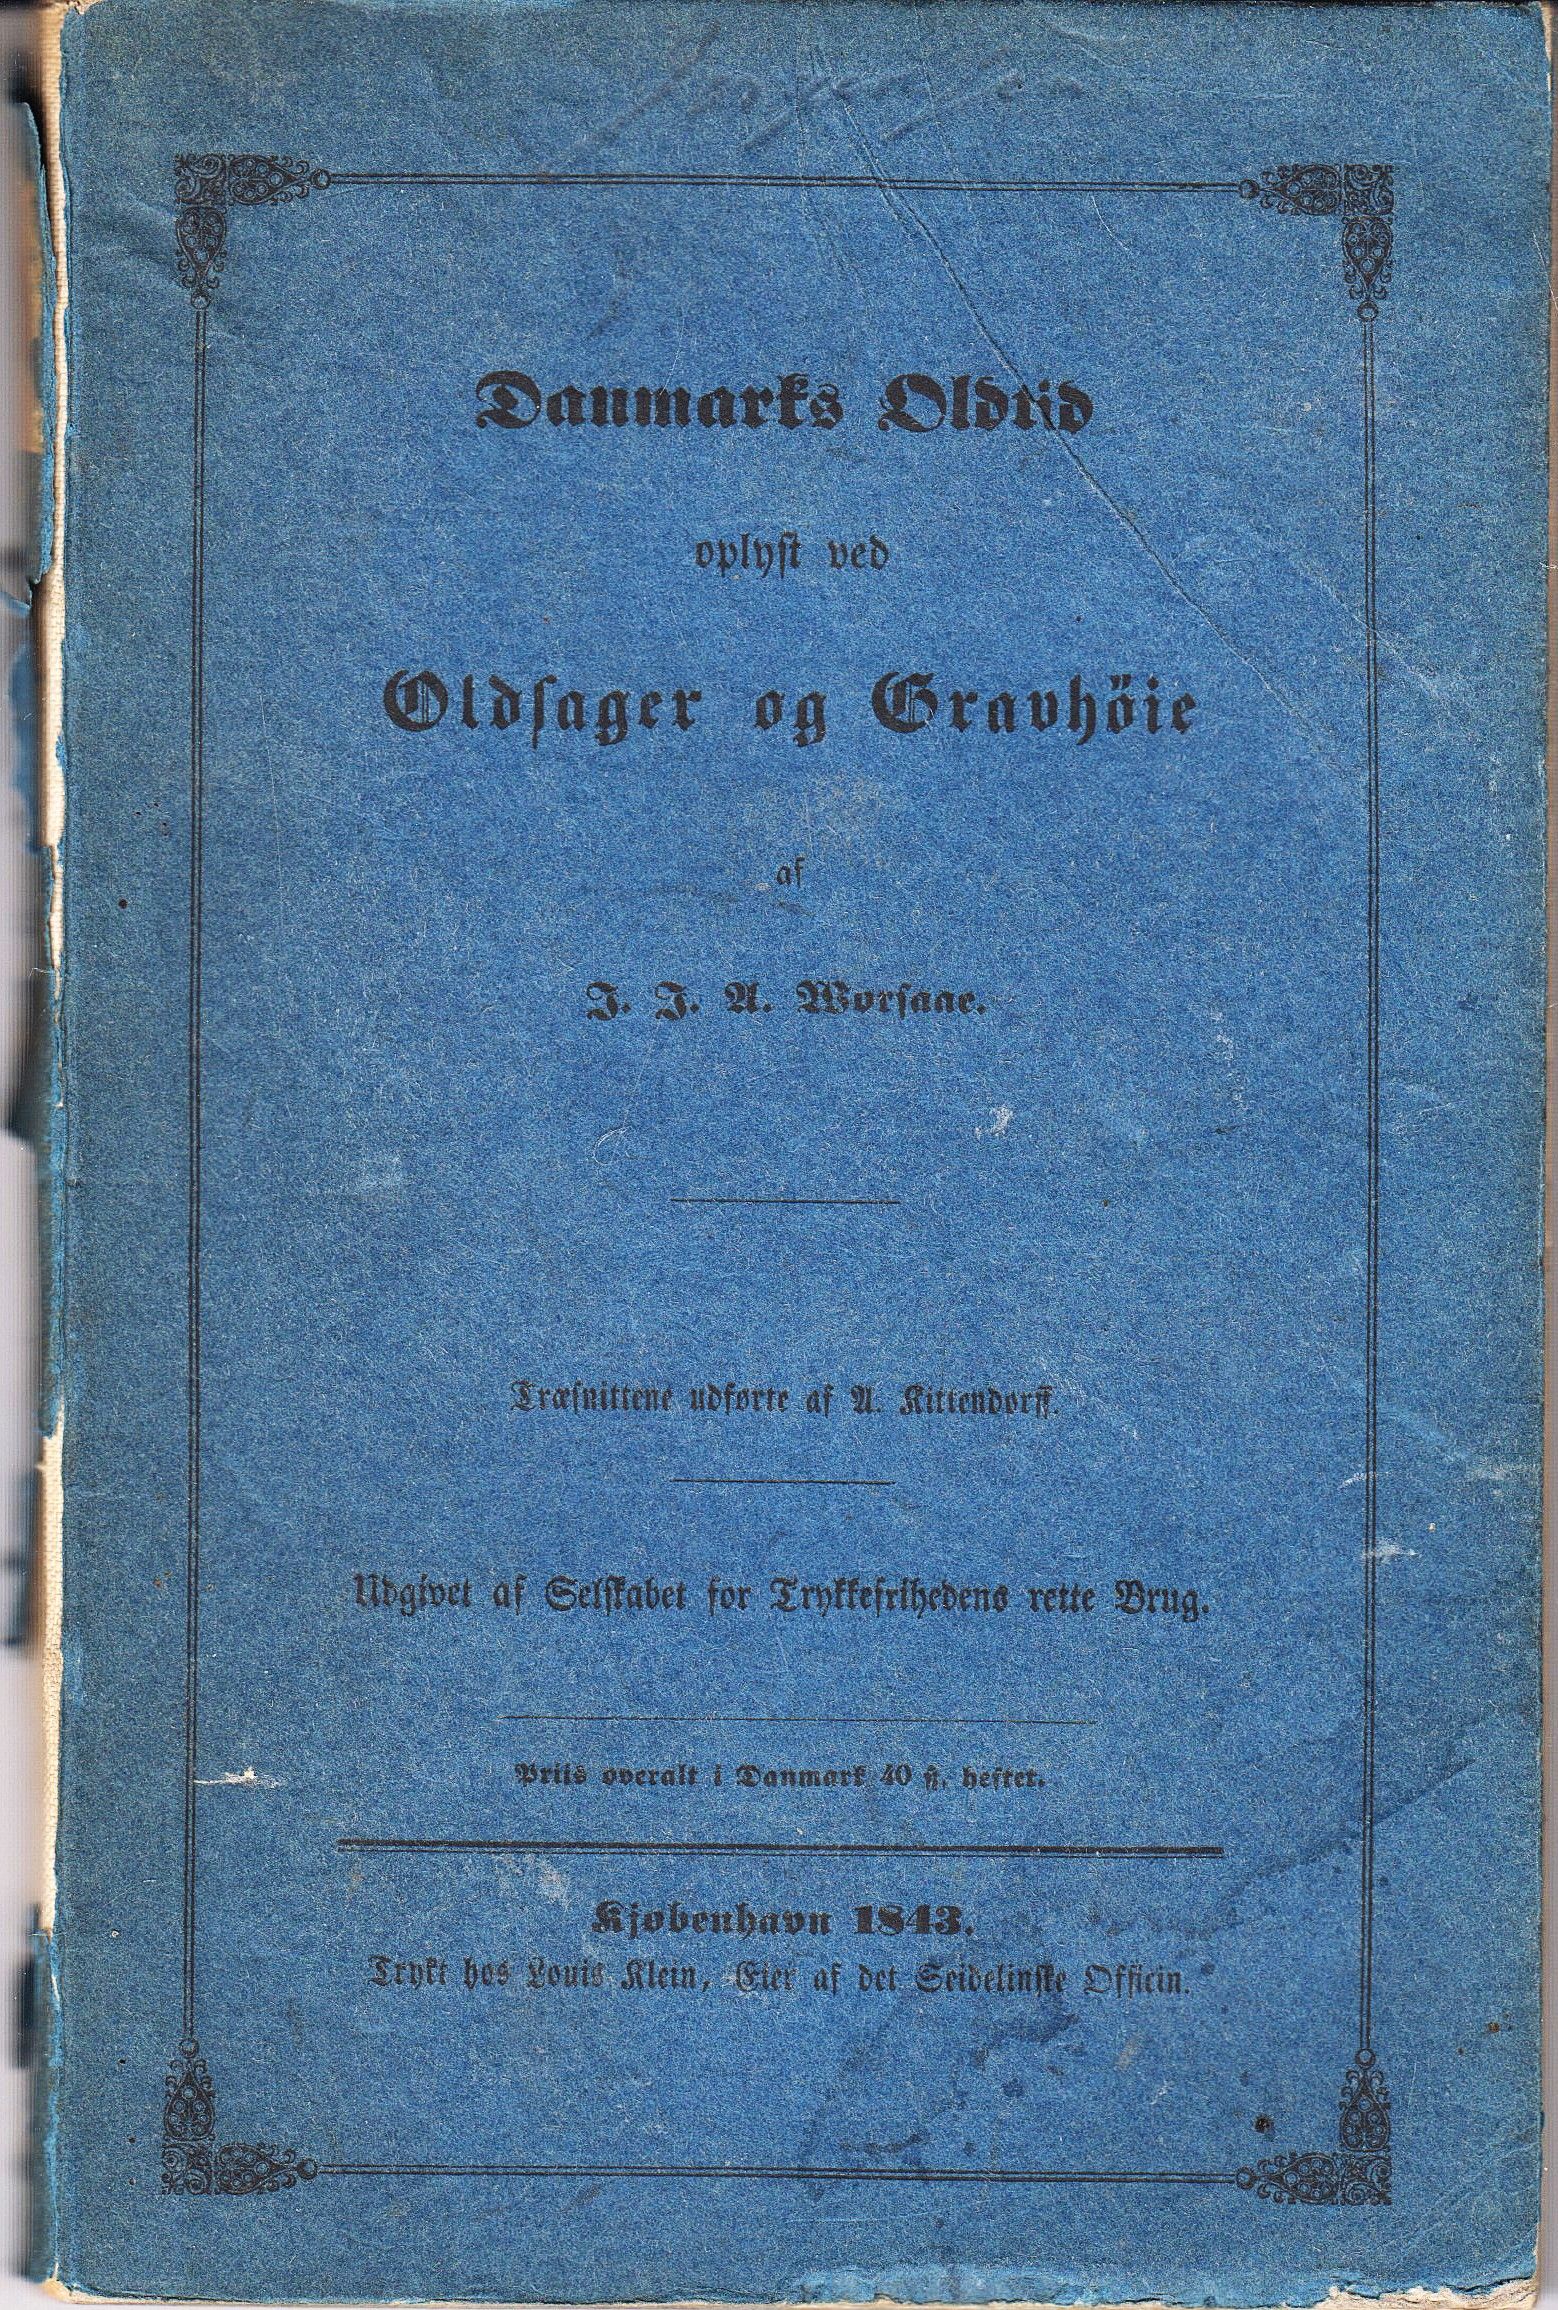 Danmarks Oldtid
oplyst ved
Oldsager og Gravhöie
af
J. J. A. Worsaae.
Træsnittene udførte af A. Kittendorff.
Udgivet af Selskabet for Trykkefrihedens rette Brug.
Priis overalt i Danmark 40 ß. heftet.
Kjøbenhavn 1843.
Trykt hos Louis Klein, Eier af det Seidelinske Officin.